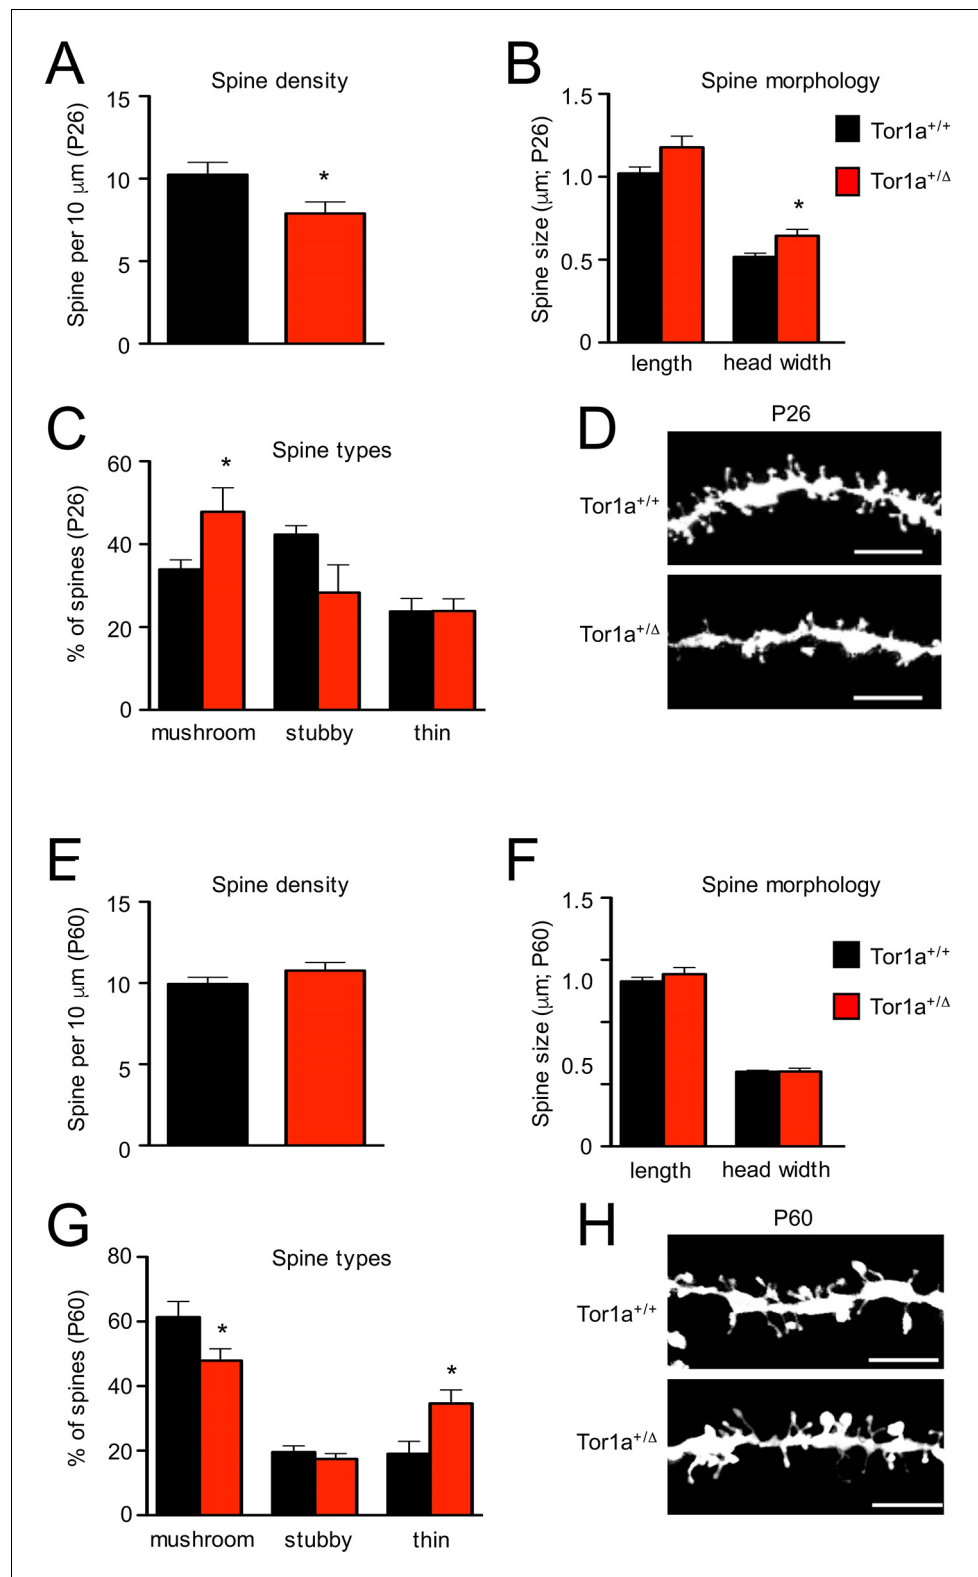 A
Spine density
Spine per 10 μm (P26)
15
10
5
0
*
B
Spine morphology
Spine size (μm; P26)
1.5
1.0
0.5
0
*
length
head width
Tor1a+/+
Tor1a+/Δ
C
Spine types
% of spines (P26)
60
40
20
0
*
mushroom
stubby
thin
D
P26
Tor1a+/+
Tor1a+/Δ
E
Spine density
Spine per 10 μm (P60)
15
10
5
0
F
Spine morphology
Spine size (μm; P60)
1.5
1.0
0.5
0
length
head width
Tor1a+/+
Tor1a+/Δ
G
Spine types
% of spines (P60)
80
60
40
20
0
*
*
mushroom
stubby
thin
H
P60
Tor1a+/+
Tor1a+/Δ